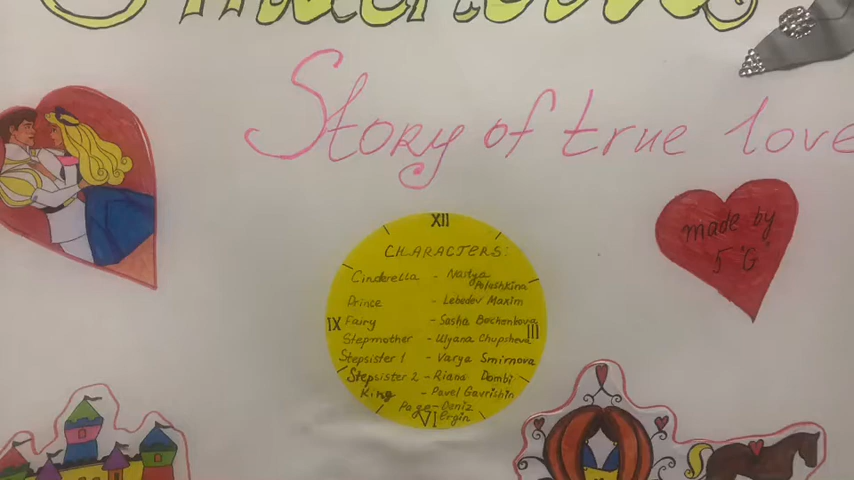 Story of true love
made by
5 "G"
XII
CHARACTERS:
Cinderella - Nastya
Poloshkina
Prince - Lebedev Maxim
Fairy - Sasha Bochenkova
IX
III
Stepmother - Ulyana Chupsheva
Stepsister 1 - Varya Smirnova
Stepsister 2 - Riana Dombi
King - Pavel Gavrishin
Page - Deniz
VI Ergin